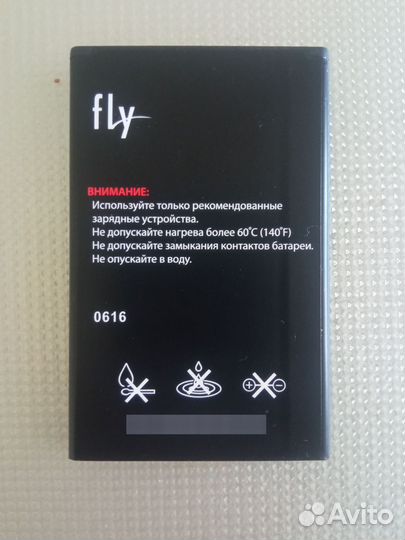 fly
ВНИМАНИЕ:
Используйте только рекомендованные
зарядные устройства.
Не допускайте нагрева более 60˚C (140˚F)
Не допускайте замыкания контактов батареи.
Не опускайте в воду.
0616
Avito